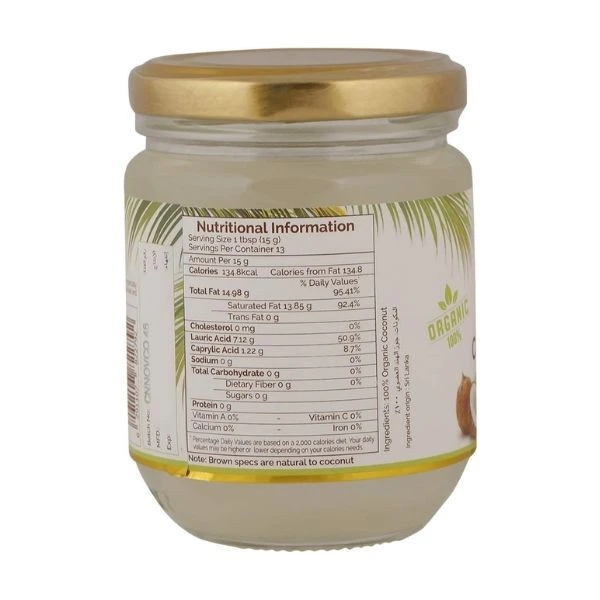 Nutritional Information
Serving Size 1 tbsp (15 g)
Servings Per Container 13
Amount Per 15 g
Calories 134.8kcal Calories from Fat 134.8
% Daily Values*
Total Fat 14.98 g 95.41%
Saturated Fat 13.85 g 92.4%
Trans Fat 0 g
Cholesterol 0 mg 0%
Lauric Acid 7.12 g 50.9%
Caprylic Acid 1.22 g 8.7%
Sodium 0 g 0%
Total Carbohydrate 0 g 0%
Dietary Fiber 0 g 0%
Sugars 0 g
Protein 0 g
Vitamin A 0% - Vitamin C 0%
Calcium 0% - Iron 0%
*Percentage Daily Values are based on a 2,000 calories diet. Your daily
values may be higher or lower depending on your calories needs.
Note: Brown specs are natural to coconut
Ingredients: 100% Organic Coconut
Ingredient origin : Sri Lanka
ORGANIC
100%
Batch No:
MFD:
Exp: